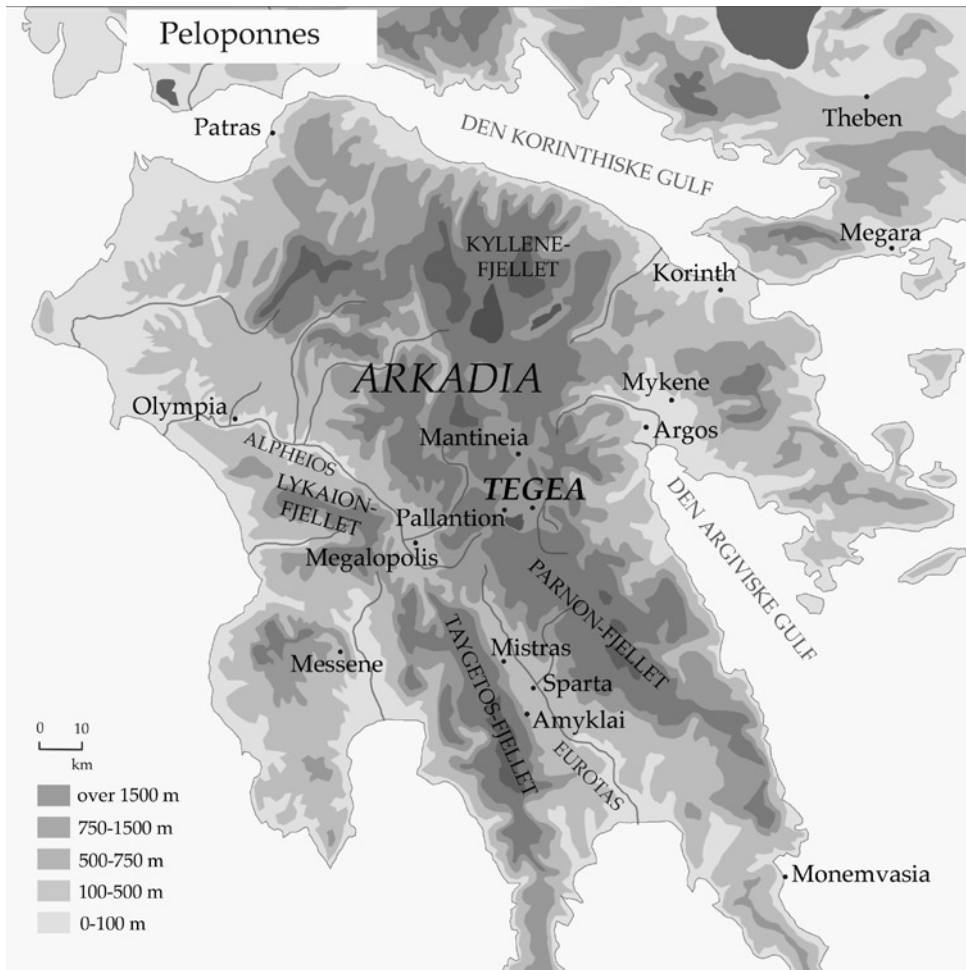 Peloponnes
Patras
DEN KORINTHISKE GULF
Theben
Megara
KYLLENE-
FJELLET
Korinth
ARKADIA
Mykene
Olympia
Argos
ALPHEIOS
Mantineia
LYKAION-
FJELLET
TEGEA
Pallantion
DEN ARGIVISKE GULF
Megalopolis
PARNON-FJELLET
TAYGETOS-FJELLET
Mistras
Messene
Sparta
Amyklai
EUROTAS
0 10
km
over 1500 m
750-1500 m
500-750 m
100-500 m
0-100 m
Monemvasia